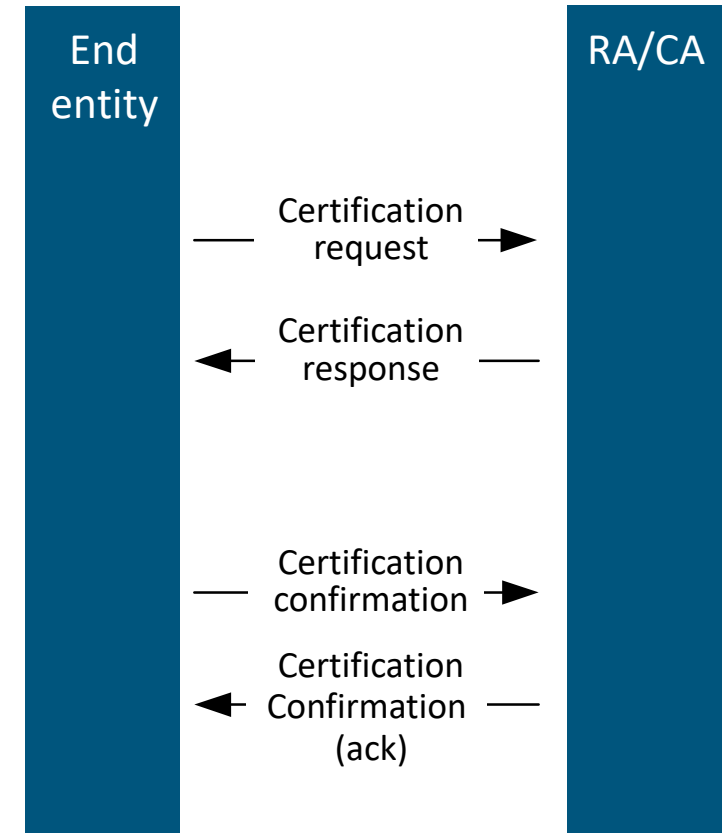 End
entity
RA/CA
Certification
request
Certification
response
Certification
confirmation
Certification
Confirmation
(ack)